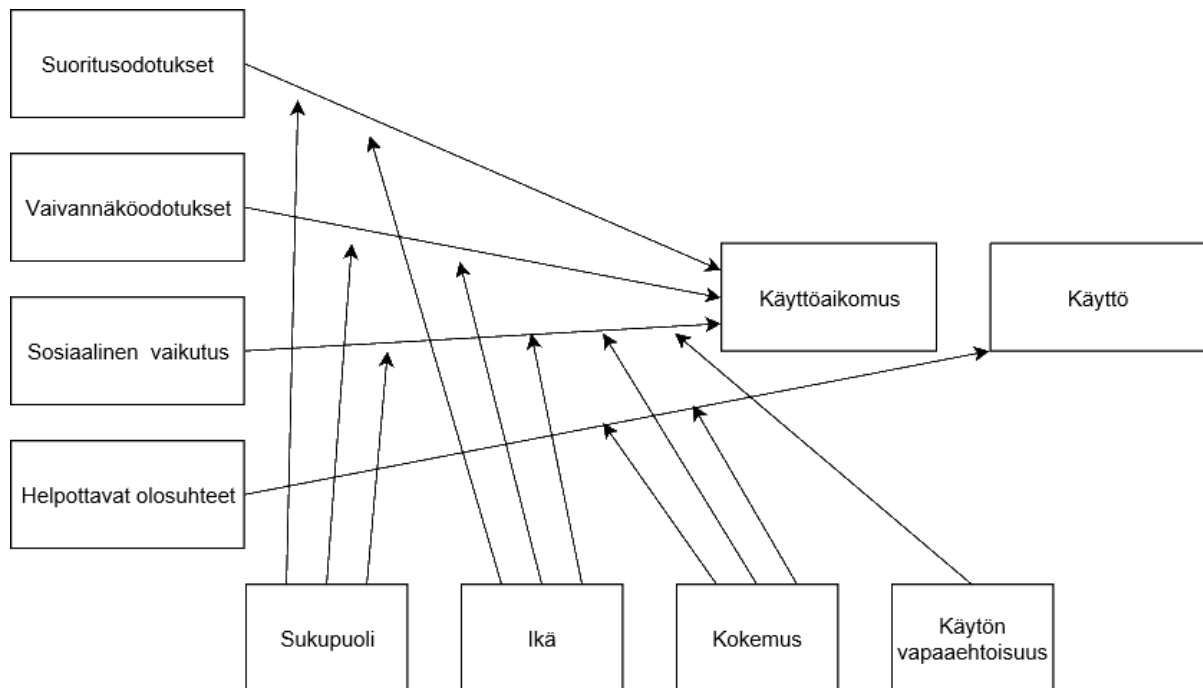 Suoritusodotukset
Vaivannäköodotukset
Käyttöaikomus
Käyttö
Sosiaalinen vaikutus
Helpottavat olosuhteet
Sukupuoli
Ikä
Kokemus
Käytön
vapaaehtoisuus